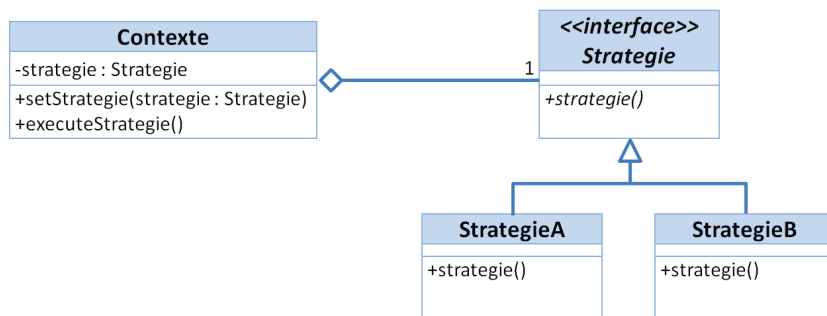 Contexte
-strategie : Strategie
+setStrategie(strategie : Strategie)
+executeStrategie()
1
<<interface>>
Strategie
+strategie()
StrategieA
+strategie()
StrategieB
+strategie()